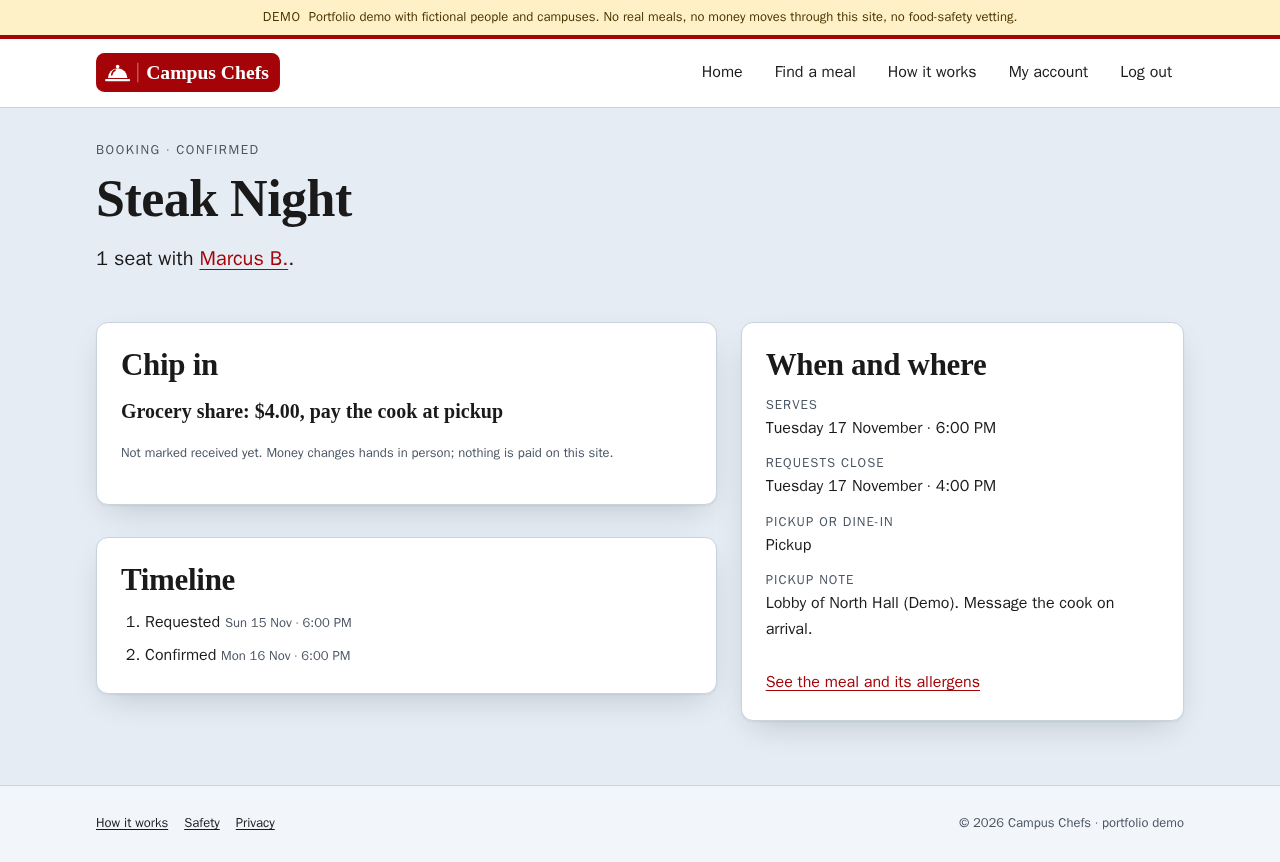 DEMO Portfolio demo with fictional people and campuses. No real meals, no money moves through this site, no food-safety vetting.
Campus Chefs
Home Find a meal How it works My account Log out
BOOKING · CONFIRMED
Steak Night
1 seat with Marcus B..
Chip in
Grocery share: $4.00, pay the cook at pickup
Not marked received yet. Money changes hands in person; nothing is paid on this site.
Timeline
1. Requested Sun 15 Nov · 6:00 PM
2. Confirmed Mon 16 Nov · 6:00 PM
When and where
SERVES
Tuesday 17 November · 6:00 PM
REQUESTS CLOSE
Tuesday 17 November · 4:00 PM
PICKUP OR DINE-IN
Pickup
PICKUP NOTE
Lobby of North Hall (Demo). Message the cook on
arrival.
See the meal and its allergens
How it works Safety Privacy
© 2026 Campus Chefs · portfolio demo